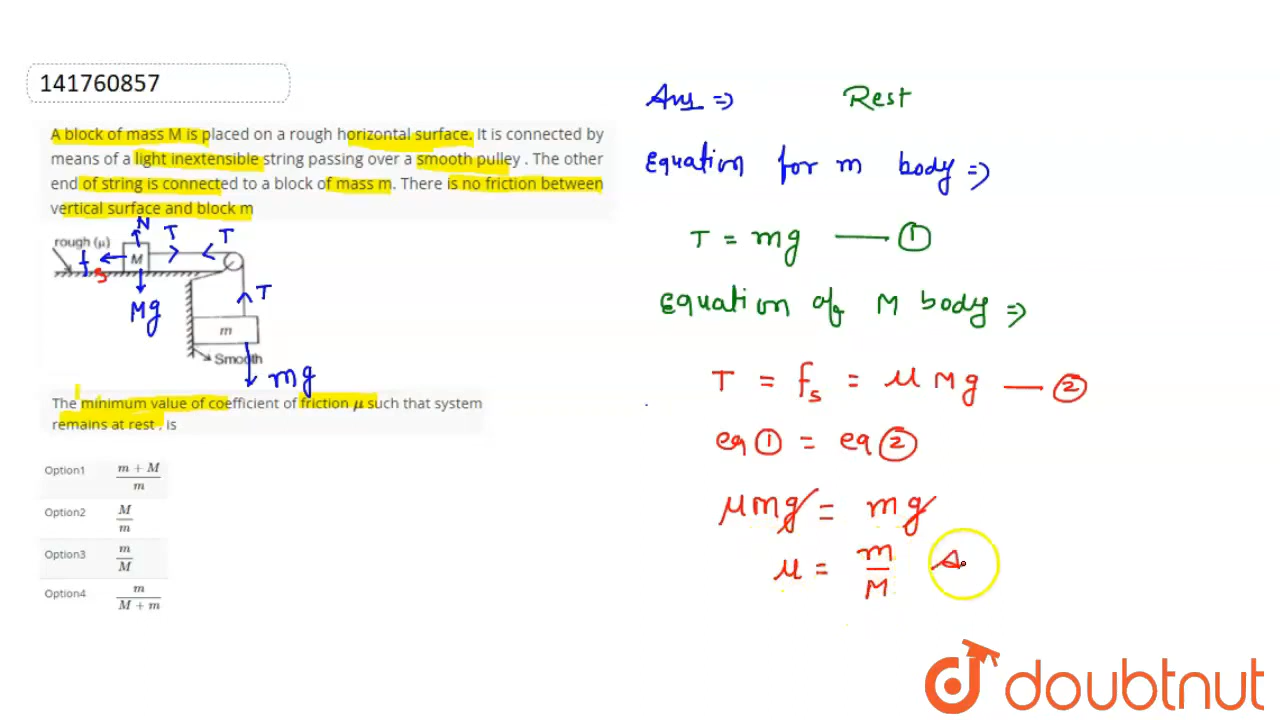 141760857
A block of mass M is placed on a rough horizontal surface. It is connected by
means of a light inextensible string passing over a smooth pulley . The other
end of string is connected to a block of mass m. There is no friction between
vertical surface and block m
rough (μ)
N
T
T
f s
M
Mg
T
m
Smooth
mg
The minimum value of coefficient of friction μ such that system
remains at rest , is
Option1 m + M / m
Option2 M / m
Option3 m / M
Option4 m / M + m
Ans ⇒ Rest
Equation for m body ⇒
T = mg —— ①
Equation of M body ⇒
T = fs = μ Mg —— ②
eq ① = eq ②
μmg = mg
μ = m / M A
doubtnut